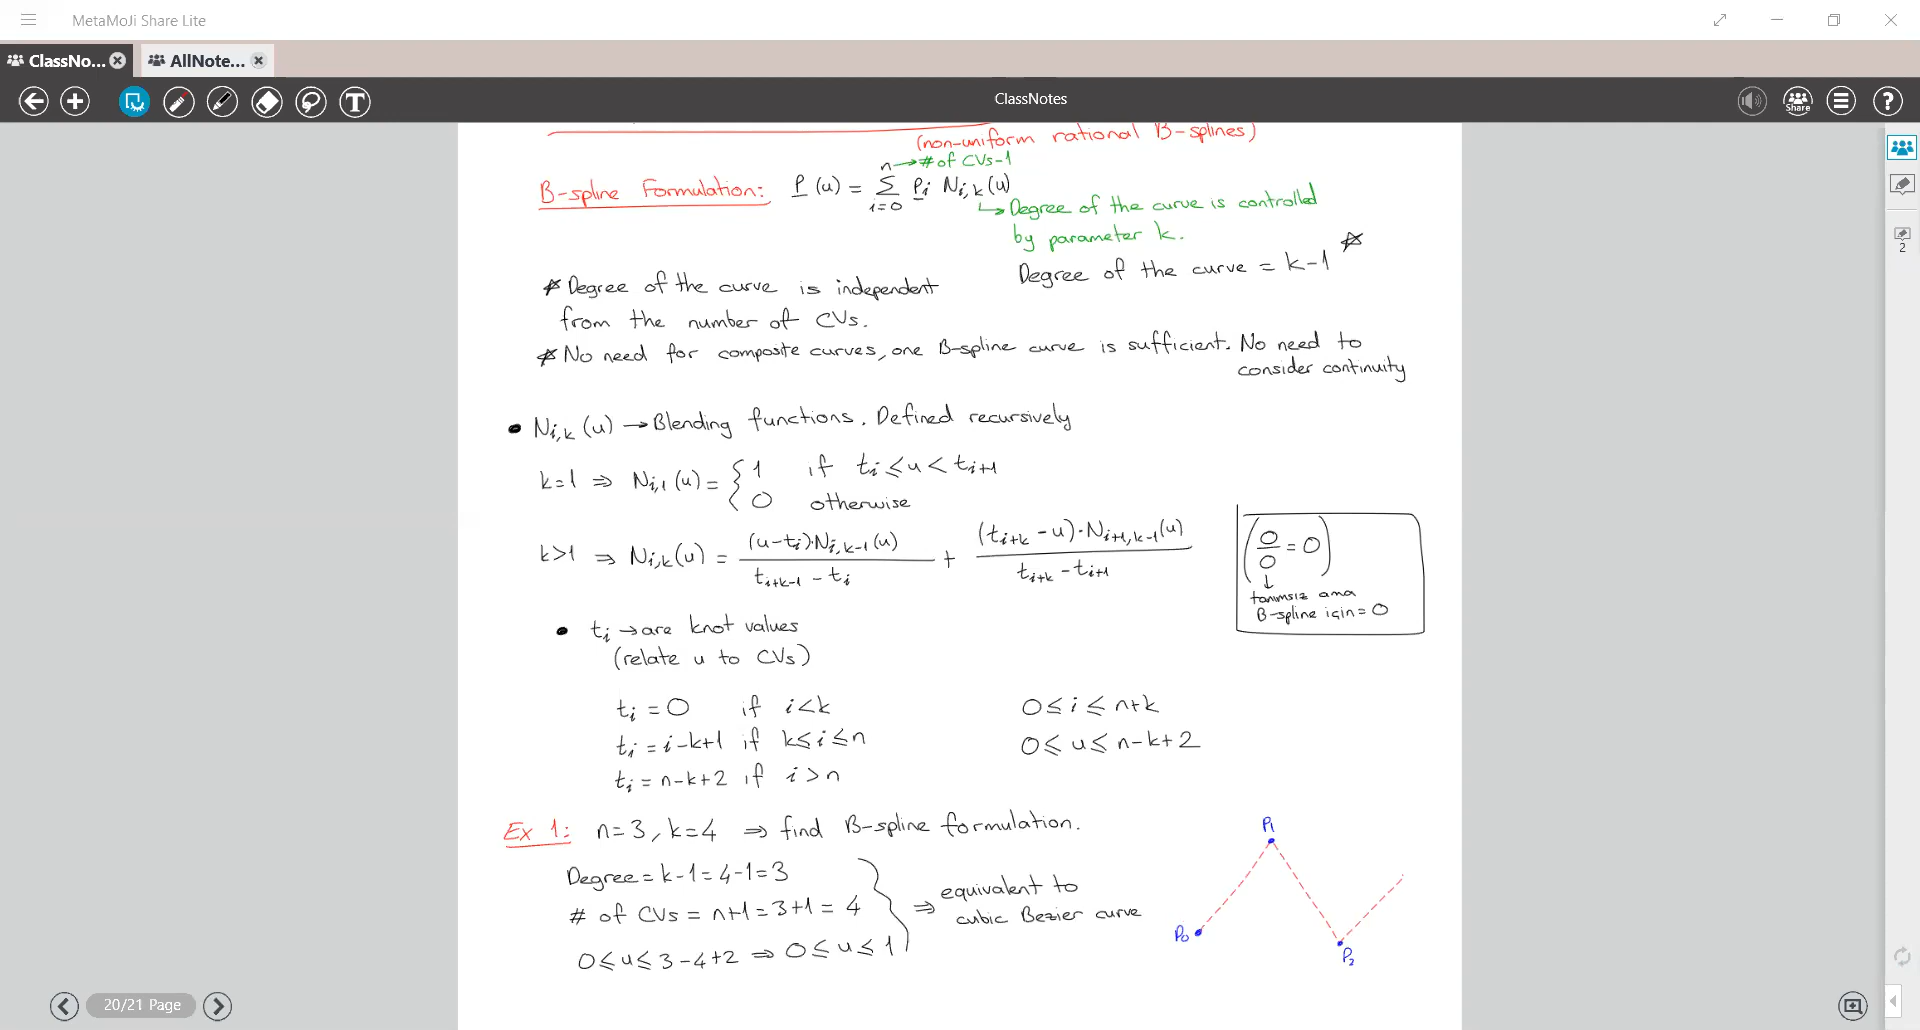 MetaMoJi Share Lite
ClassNo...
AllNote...
ClassNotes
Share
2
(non-uniform rational B-splines)
n → # of CVs-1
B-spline Formulation: P(u) = Σ Pi Ni,k(u)
i=0
↳ Degree of the curve is controlled
by parameter k.
Degree of the curve = k-1
* Degree of the curve is independent
from the number of CVs.
* No need for composite curves, one B-spline curve is sufficient. No need to
consider continuity
• Ni,k(u) → Blending functions. Defined recursively
k=1 ⇒ Ni,1(u) = { 1 if ti ≤ u < ti+1
0 otherwise
k>1 ⇒ Ni,k(u) = (u-ti)·Ni,k-1(u) / ti+k-1 - ti + (ti+k - u)·Ni+1,k-1(u) / ti+k - ti+1
(0/0 = 0)
↓
tanımsız ama
B-spline için = 0
• ti → are knot values
(relate u to CVs)
ti = 0 if i<k
0 ≤ i ≤ n+k
ti = i-k+1 if k≤i≤n
0 ≤ u ≤ n-k+2
ti = n-k+2 if i>n
Ex 1: n=3, k=4 ⇒ find B-spline formulation.
Degree = k-1 = 4-1 = 3
# of CVs = n+1 = 3+1 = 4
0 ≤ u ≤ 3-4+2 ⇒ 0 ≤ u ≤ 1
⇒ equivalent to
cubic Bezier curve
P1
P0
P2
20/21 Page